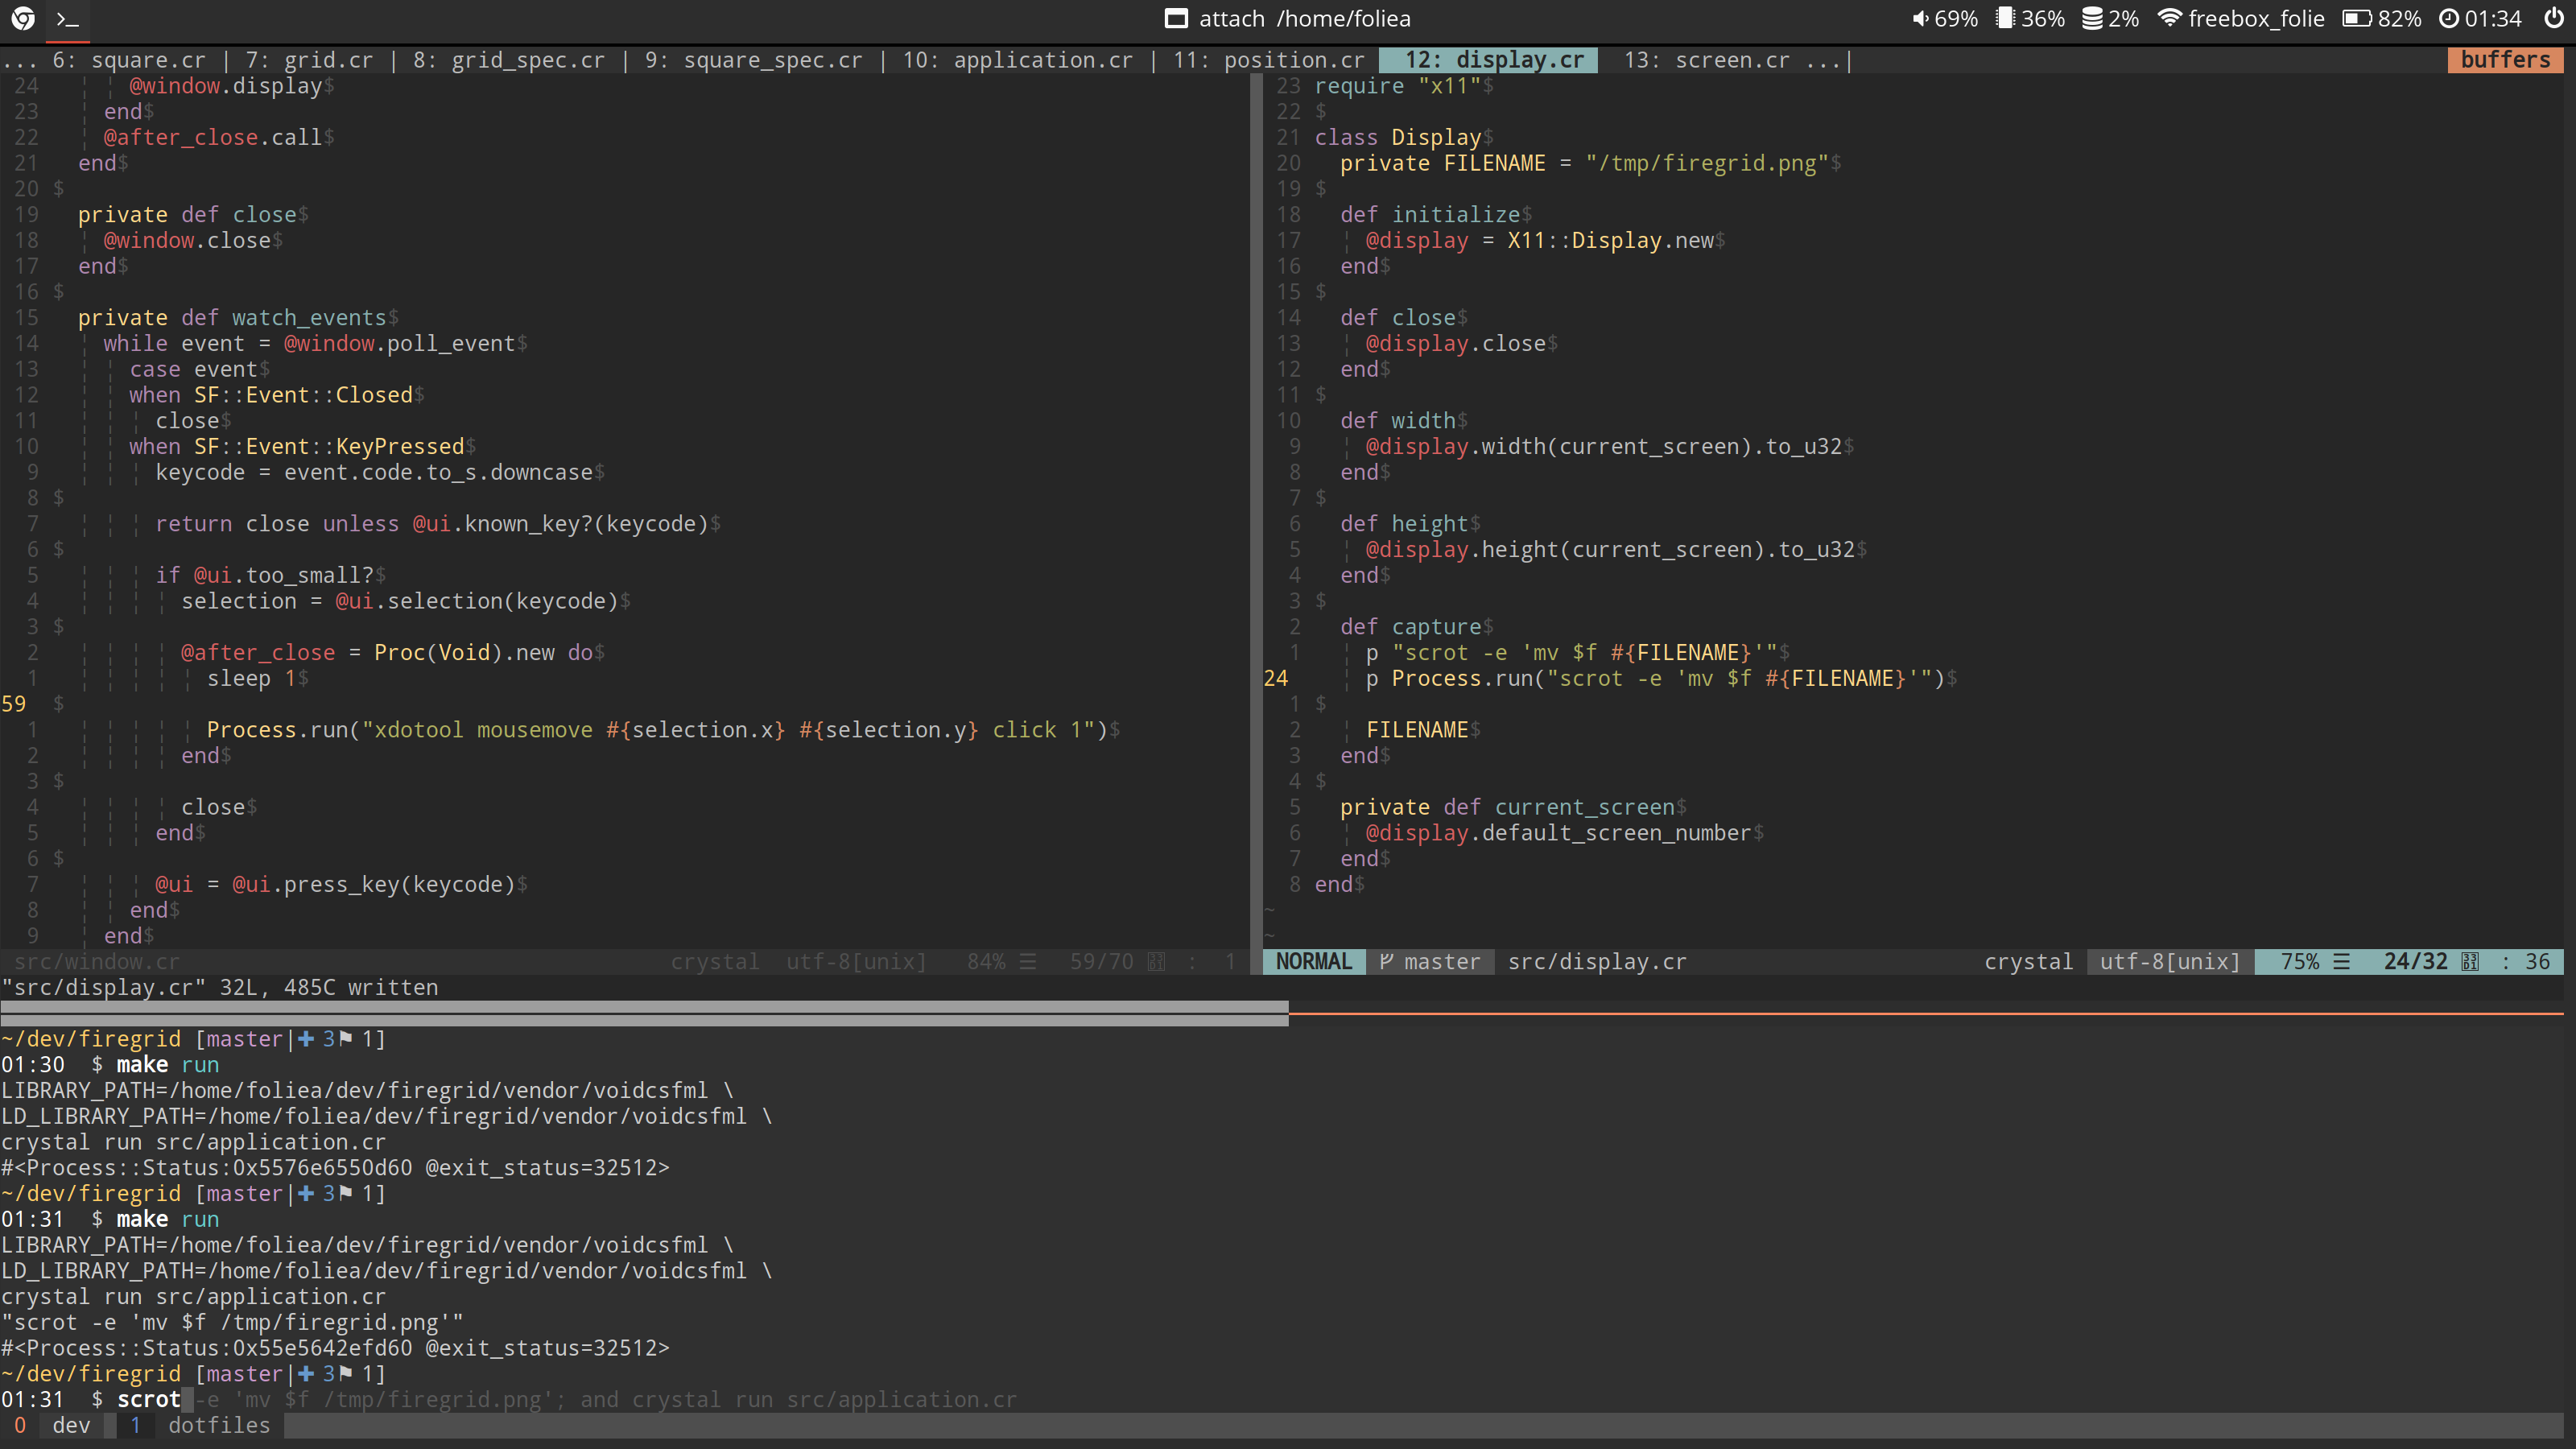 >_ attach /home/foliea 69% 36% 2% freebox_folie 82% 01:34
... 6: square.cr | 7: grid.cr | 8: grid_spec.cr | 9: square_spec.cr | 10: application.cr | 11: position.cr 12: display.cr 13: screen.cr ...| buffers
24 @window.display$
23 end$
22 @after_close.call$
21 end$
20 $
19 private def close$
18 @window.close$
17 end$
16 $
15 private def watch_events$
14 while event = @window.poll_event$
13 case event$
12 when SF::Event::Closed$
11 close$
10 when SF::Event::KeyPressed$
9 keycode = event.code.to_s.downcase$
8 $
7 return close unless @ui.known_key?(keycode)$
6 $
5 if @ui.too_small?$
4 selection = @ui.selection(keycode)$
3 $
2 @after_close = Proc(Void).new do$
1 sleep 1$
59 $
1 Process.run("xdotool mousemove #{selection.x} #{selection.y} click 1")$
2 end$
3 $
4 close$
5 end$
6 $
7 @ui = @ui.press_key(keycode)$
8 end$
9 end$
src/window.cr crystal utf-8[unix] 84% ☰ 59/70 : 1
23 require "x11"$
22 $
21 class Display$
20 private FILENAME = "/tmp/firegrid.png"$
19 $
18 def initialize$
17 @display = X11::Display.new$
16 end$
15 $
14 def close$
13 @display.close$
12 end$
11 $
10 def width$
9 @display.width(current_screen).to_u32$
8 end$
7 $
6 def height$
5 @display.height(current_screen).to_u32$
4 end$
3 $
2 def capture$
1 p "scrot -e 'mv $f #{FILENAME}'"$
24 p Process.run("scrot -e 'mv $f #{FILENAME}'")$
1 $
2 FILENAME$
3 end$
4 $
5 private def current_screen$
6 @display.default_screen_number$
7 end$
8 end$
~
~
NORMAL master src/display.cr crystal utf-8[unix] 75% ☰ 24/32 : 36
"src/display.cr" 32L, 485C written
~/dev/firegrid [master|✚ 3⚑ 1]
01:30 $ make run
LIBRARY_PATH=/home/foliea/dev/firegrid/vendor/voidcsfml \
LD_LIBRARY_PATH=/home/foliea/dev/firegrid/vendor/voidcsfml \
crystal run src/application.cr
#<Process::Status:0x5576e6550d60 @exit_status=32512>
~/dev/firegrid [master|✚ 3⚑ 1]
01:31 $ make run
LIBRARY_PATH=/home/foliea/dev/firegrid/vendor/voidcsfml \
LD_LIBRARY_PATH=/home/foliea/dev/firegrid/vendor/voidcsfml \
crystal run src/application.cr
"scrot -e 'mv $f /tmp/firegrid.png'"
#<Process::Status:0x55e5642efd60 @exit_status=32512>
~/dev/firegrid [master|✚ 3⚑ 1]
01:31 $ scrot -e 'mv $f /tmp/firegrid.png'; and crystal run src/application.cr
0 dev 1 dotfiles